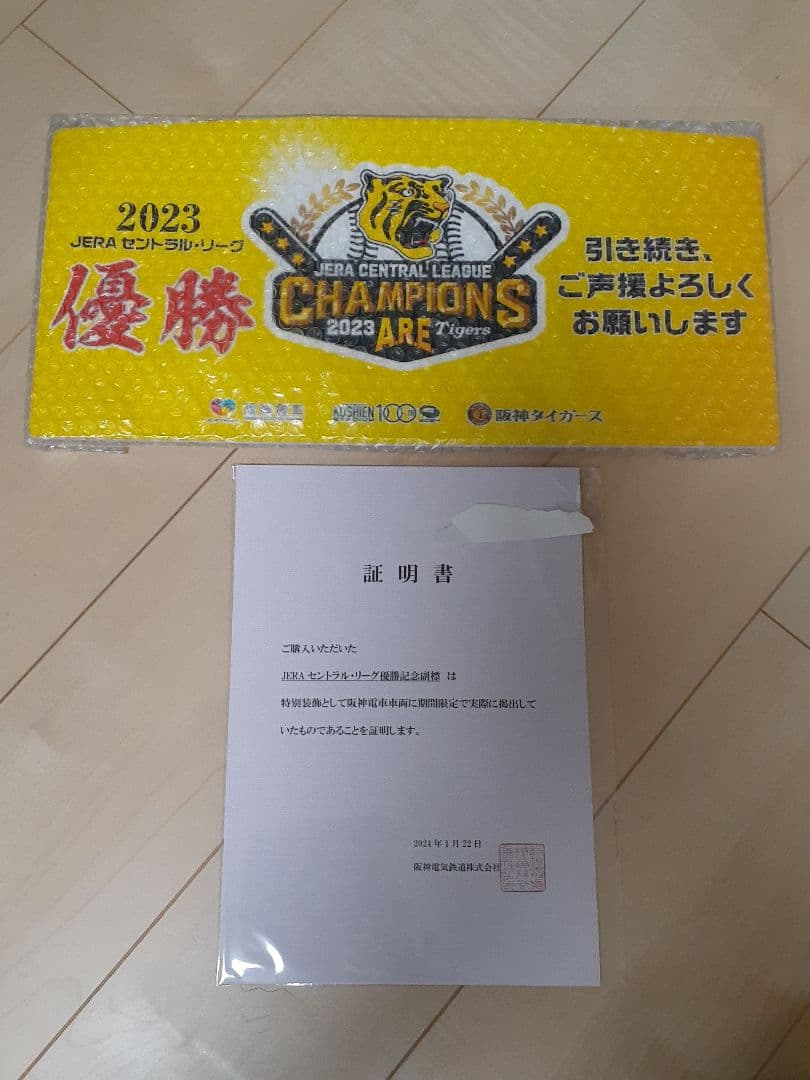 2023
JERA セントラル・リーグ
優勝
JERA CENTRAL LEAGUE
CHAMPIONS
2023 ARE Tigers
引き続き、
ご声援よろしく
お願いします
阪神電車
KOSHIEN 100
阪神タイガース
証明書
ご購入いただいた
JERA セントラル・リーグ優勝記念副標 は
特別装飾として阪神電車車両に期間限定で実際に掲出して
いたものであることを証明します。
2024 年 1 月 22 日
阪神電気鉄道株式会社